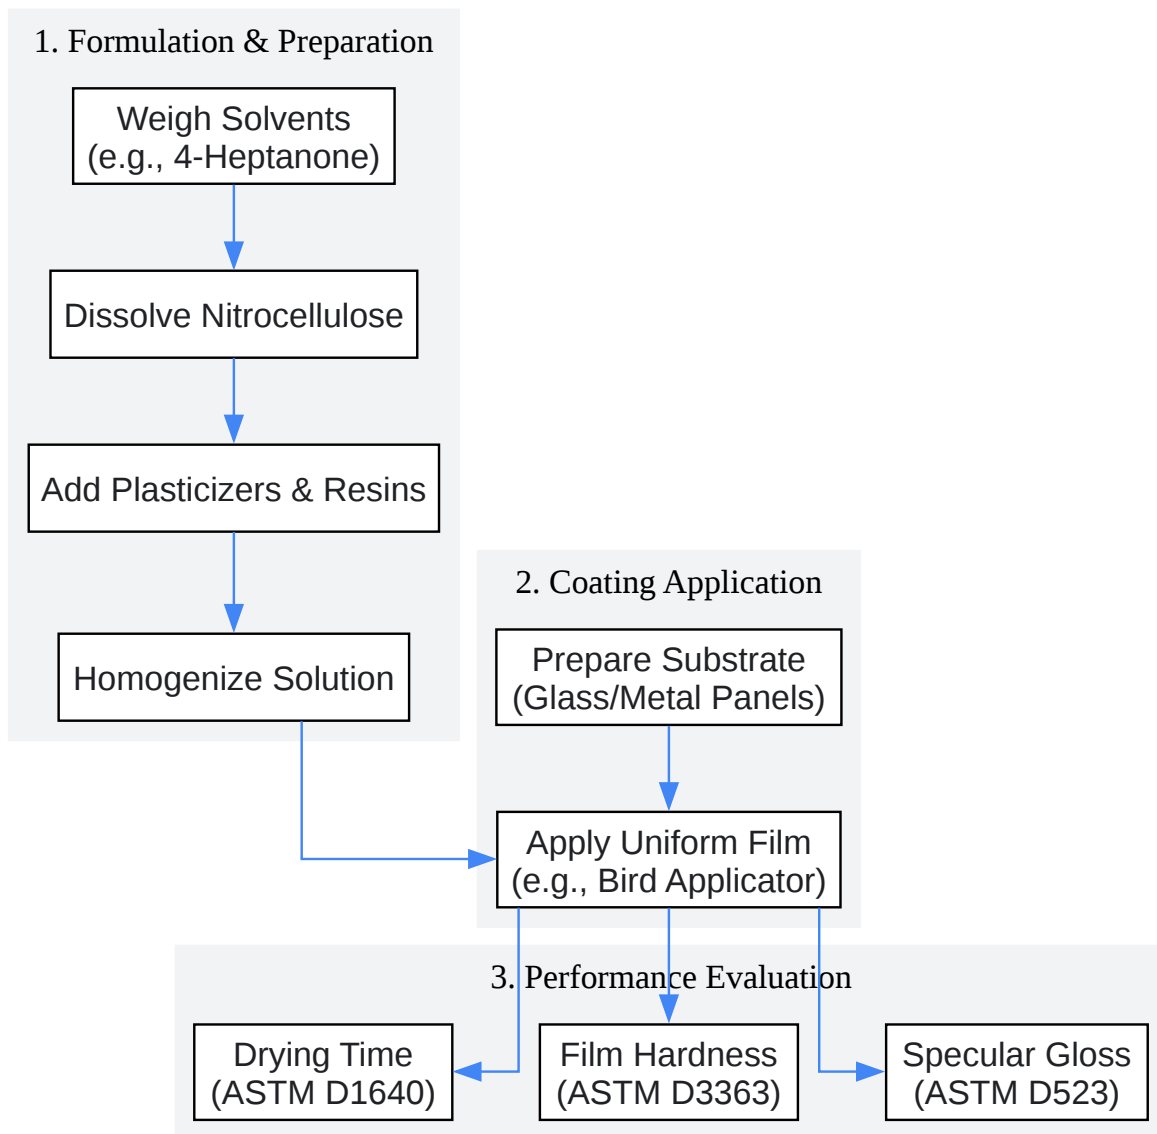 1. Formulation & Preparation
Weigh Solvents
(e.g., 4-Heptanone)
Dissolve Nitrocellulose
Add Plasticizers & Resins
Homogenize Solution
2. Coating Application
Prepare Substrate
(Glass/Metal Panels)
Apply Uniform Film
(e.g., Bird Applicator)
3. Performance Evaluation
Drying Time
(ASTM D1640)
Film Hardness
(ASTM D3363)
Specular Gloss
(ASTM D523)